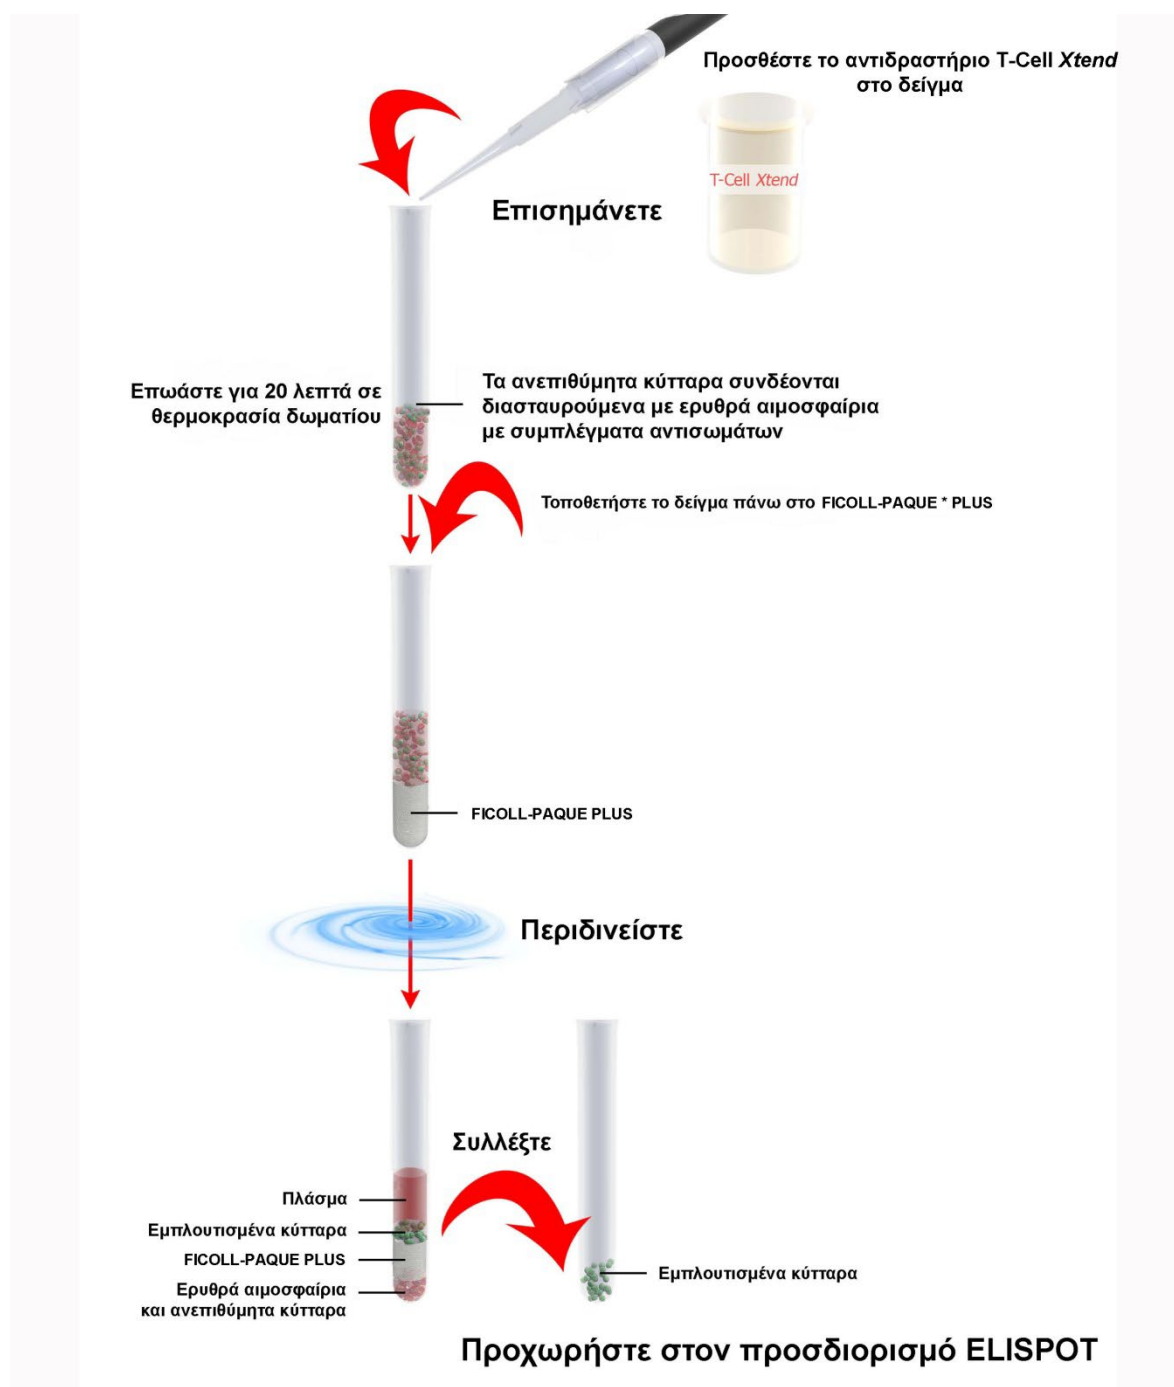 Προσθέστε το αντιδραστήριο T-Cell Xtend
στο δείγμα
T-Cell Xtend
Επισημάνετε
Επωάστε για 20 λεπτά σε
θερμοκρασία δωματίου
Τα ανεπιθύμητα κύτταρα συνδέονται
διασταυρούμενα με ερυθρά αιμοσφαίρια
με συμπλέγματα αντισωμάτων
Τοποθετήστε το δείγμα πάνω στο FICOLL-PAQUE * PLUS
FICOLL-PAQUE PLUS
Περιδινείστε
Συλλέξτε
Πλάσμα
Εμπλουτισμένα κύτταρα
FICOLL-PAQUE PLUS
Ερυθρά αιμοσφαίρια
και ανεπιθύμητα κύτταρα
Εμπλουτισμένα κύτταρα
Προχωρήστε στον προσδιορισμό ELISPOT